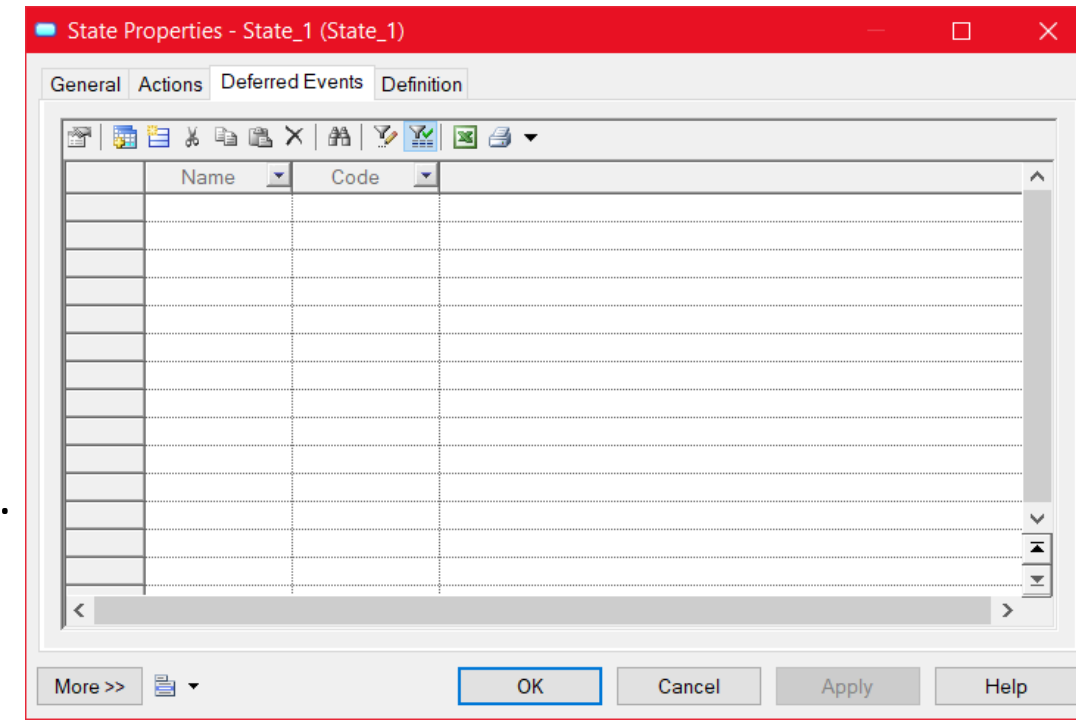 State Properties - State_1 (State_1)
General Actions Deferred Events Definition
Name Code
More >> OK Cancel Apply Help